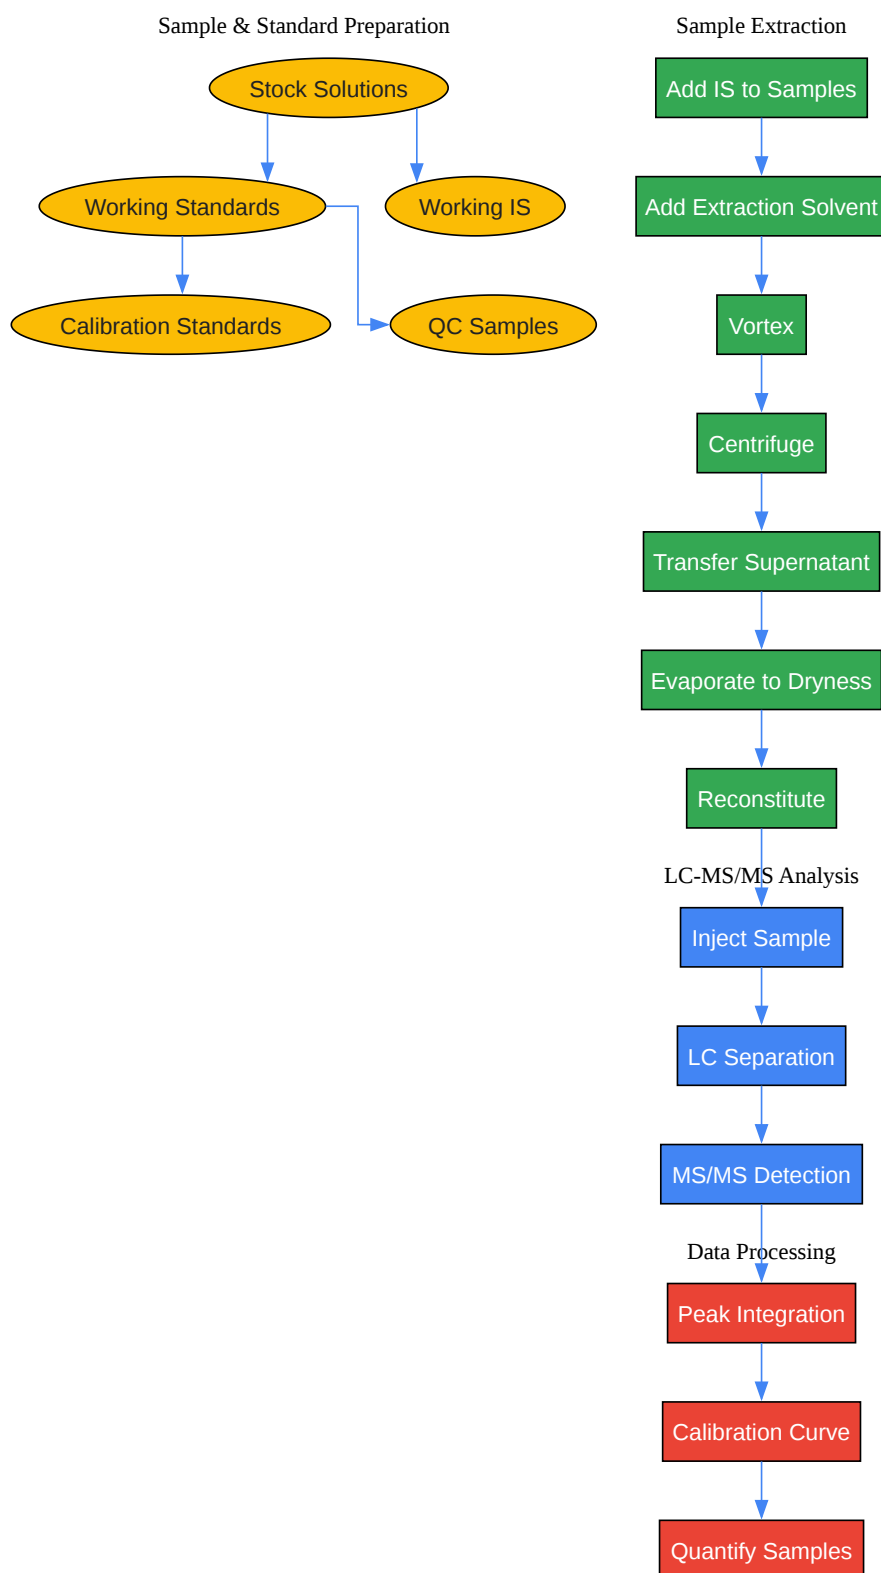 Sample & Standard Preparation
Stock Solutions
Working Standards
Working IS
Calibration Standards
QC Samples
Sample Extraction
Add IS to Samples
Add Extraction Solvent
Vortex
Centrifuge
Transfer Supernatant
Evaporate to Dryness
Reconstitute
LC-MS/MS Analysis
Inject Sample
LC Separation
MS/MS Detection
Data Processing
Peak Integration
Calibration Curve
Quantify Samples